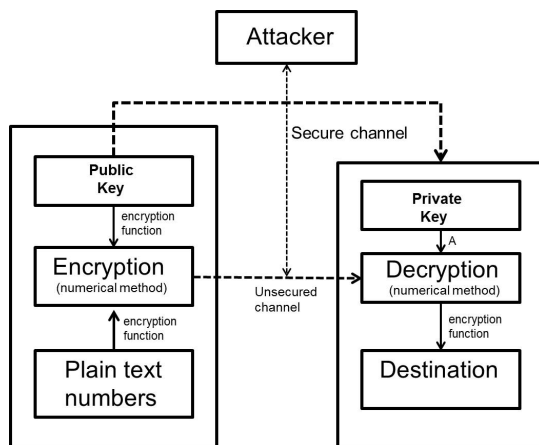 Attacker
Secure channel
Public
Key
encryption
function
Encryption
(numerical method)
encryption
function
Plain text
numbers
Unsecured
channel
Private
Key
A
Decryption
(numerical method)
encryption
function
Destination